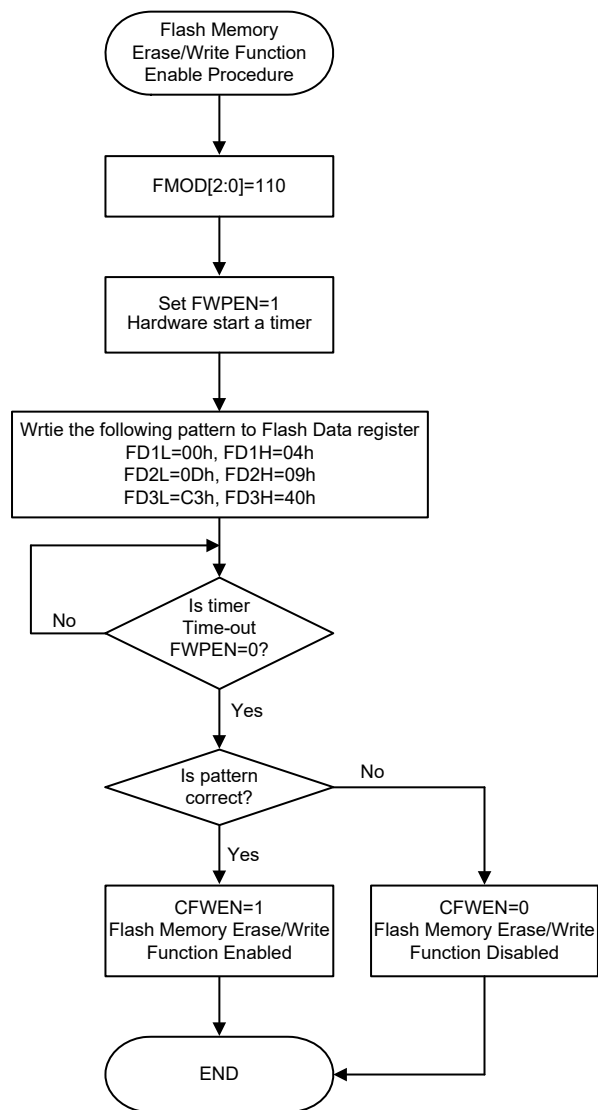 Flash Memory
Erase/Write Function
Enable Procedure
FMOD[2:0]=110
Set FWPEN=1
Hardware start a timer
Wrtie the following pattern to Flash Data register
FD1L=00h, FD1H=04h
FD2L=0Dh, FD2H=09h
FD3L=C3h, FD3H=40h
Is timer
Time-out
FWPEN=0?
No
Yes
Is pattern
correct?
No
Yes
CFWEN=1
Flash Memory Erase/Write
Function Enabled
CFWEN=0
Flash Memory Erase/Write
Function Disabled
END